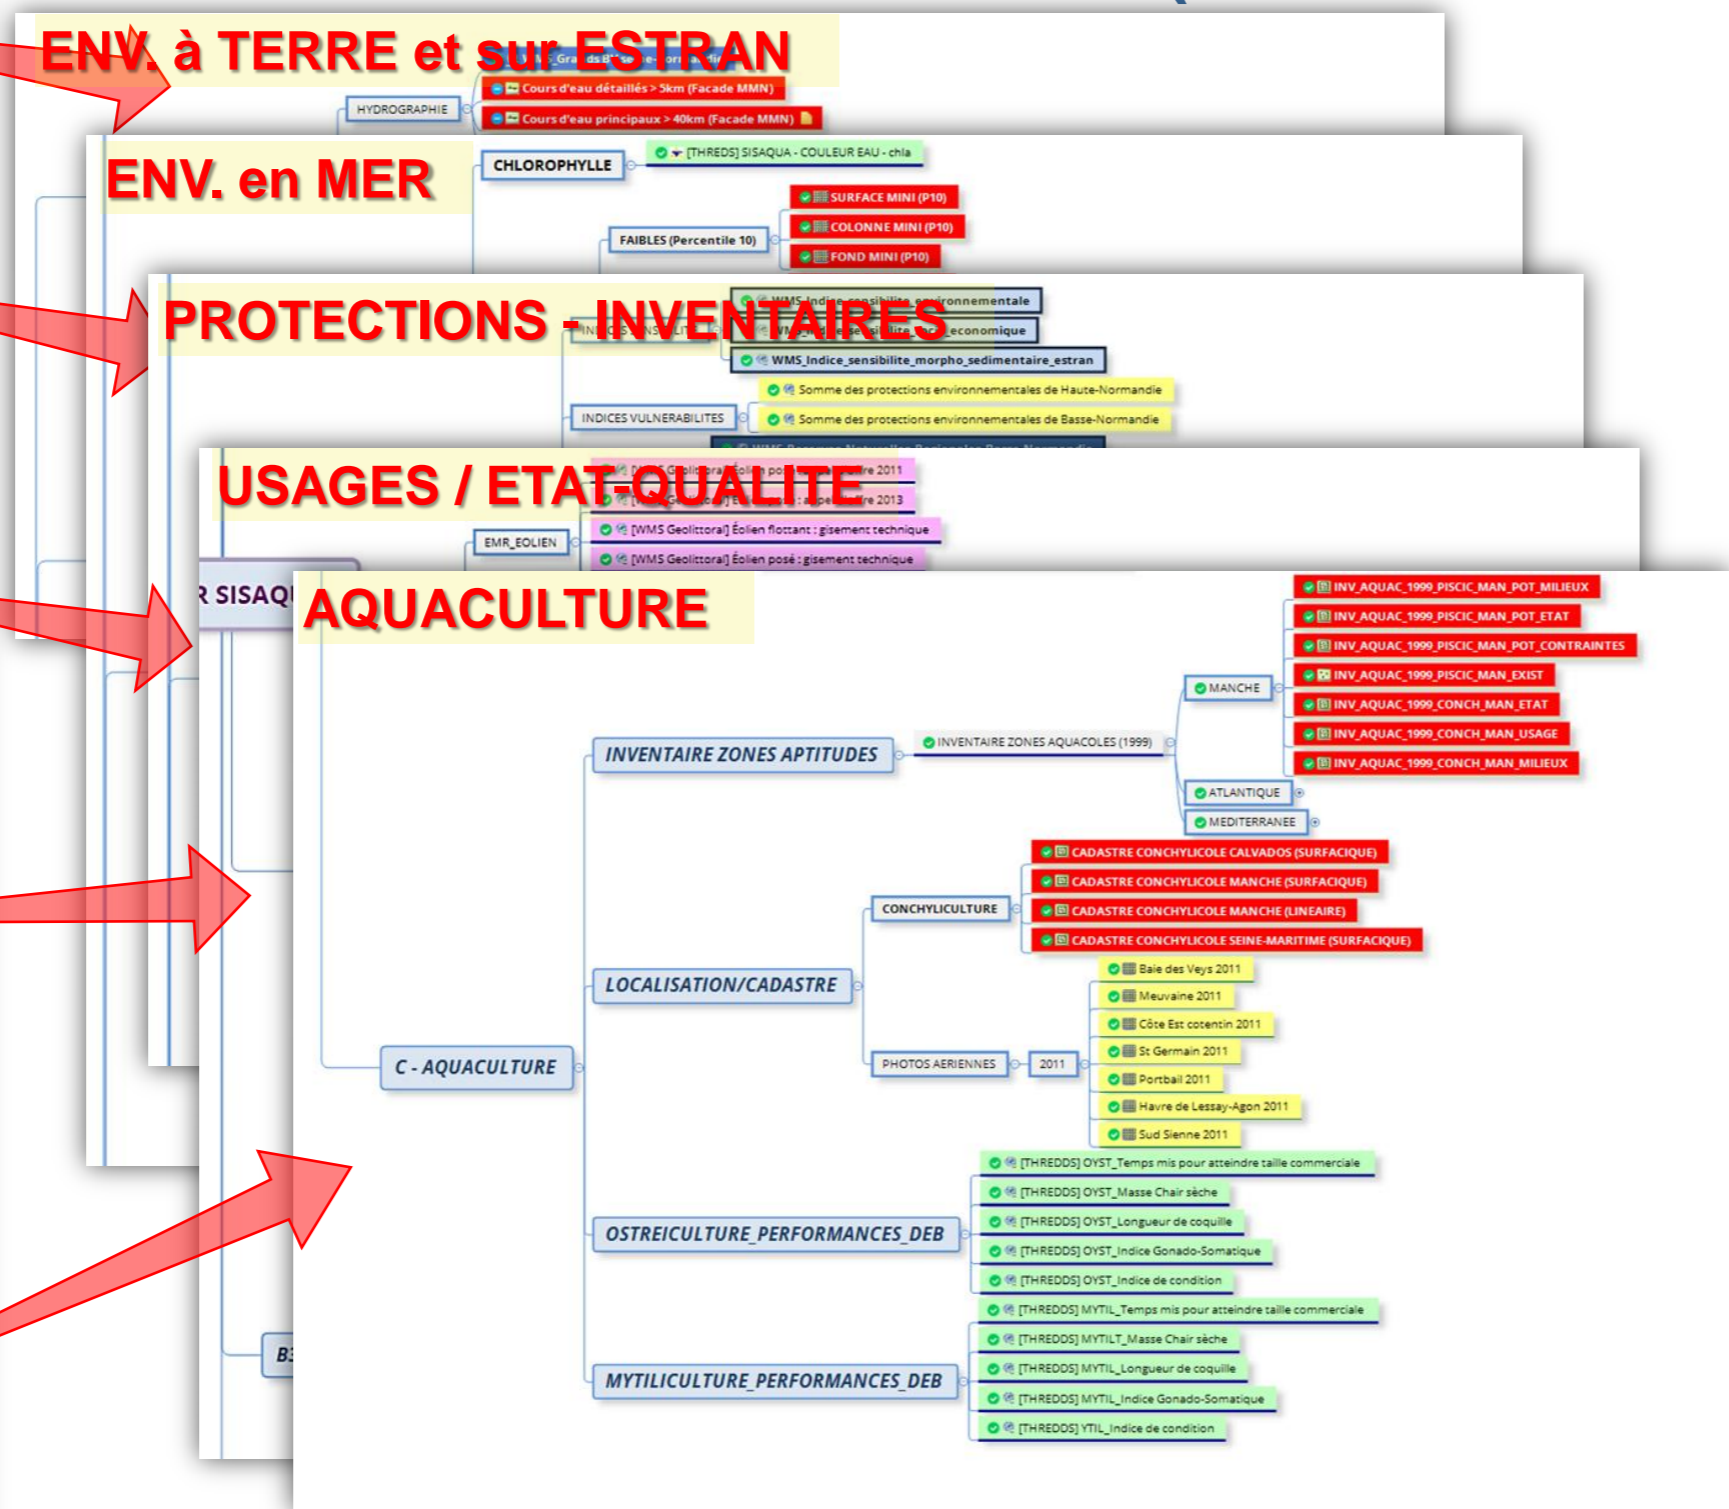 ENV. à TERRE et sur ESTRAN
HYDROGRAPHIE
Cours d'eau détaillés > 5km (Facade MMN)
Cours d'eau principaux > 40km (Facade MMN)
ENV. en MER
CHLOROPHYLLE
[THREDS] SISAQUA - COULEUR EAU - chla
FAIBLES (Percentile 10)
SURFACE MINI (P10)
COLONNE MINI (P10)
FOND MINI (P10)
PROTECTIONS - INVENTAIRES
WMS_Indice_sensibilite_environnementale
WMS_Indice_sensibilite_morpho_sedimentaire_estran
INDICES VULNERABILITES
Somme des protections environnementales de Haute-Normandie
Somme des protections environnementales de Basse-Normandie
USAGES / ETAT-QUALITE
EMR_EOLIEN
[WMS Geolittoral] Éolien flottant : gisement technique
[WMS Geolittoral] Éolien posé : gisement technique
R SISAQ
AQUACULTURE
C - AQUACULTURE
INVENTAIRE ZONES APTITUDES
INVENTAIRE ZONES AQUACOLES (1999)
MANCHE
INV_AQUAC_1999_PISCIC_MAN_POT_MILIEUX
INV_AQUAC_1999_PISCIC_MAN_POT_ETAT
INV_AQUAC_1999_PISCIC_MAN_POT_CONTRAINTES
INV_AQUAC_1999_PISCIC_MAN_EXIST
INV_AQUAC_1999_CONCH_MAN_ETAT
INV_AQUAC_1999_CONCH_MAN_USAGE
INV_AQUAC_1999_CONCH_MAN_MILIEUX
ATLANTIQUE
MEDITERRANEE
LOCALISATION/CADASTRE
CONCHYLICULTURE
CADASTRE CONCHYLICOLE CALVADOS (SURFACIQUE)
CADASTRE CONCHYLICOLE MANCHE (SURFACIQUE)
CADASTRE CONCHYLICOLE MANCHE (LINEAIRE)
CADASTRE CONCHYLICOLE SEINE-MARITIME (SURFACIQUE)
PHOTOS AERIENNES
2011
Baie des Veys 2011
Meuvaine 2011
Côte Est cotentin 2011
St Germain 2011
Portbail 2011
Havre de Lessay-Agon 2011
Sud Sienne 2011
OSTREICULTURE_PERFORMANCES_DEB
[THREDDS] OYST_Temps mis pour atteindre taille commerciale
[THREDDS] OYST_Masse Chair sèche
[THREDDS] OYST_Longueur de coquille
[THREDDS] OYST_Indice Gonado-Somatique
[THREDDS] OYST_Indice de condition
MYTILICULTURE_PERFORMANCES_DEB
[THREDDS] MYTIL_Temps mis pour atteindre taille commerciale
[THREDDS] MYTILT_Masse Chair sèche
[THREDDS] MYTIL_Longueur de coquille
[THREDDS] MYTIL_Indice Gonado-Somatique
[THREDDS] YTIL_Indice de condition